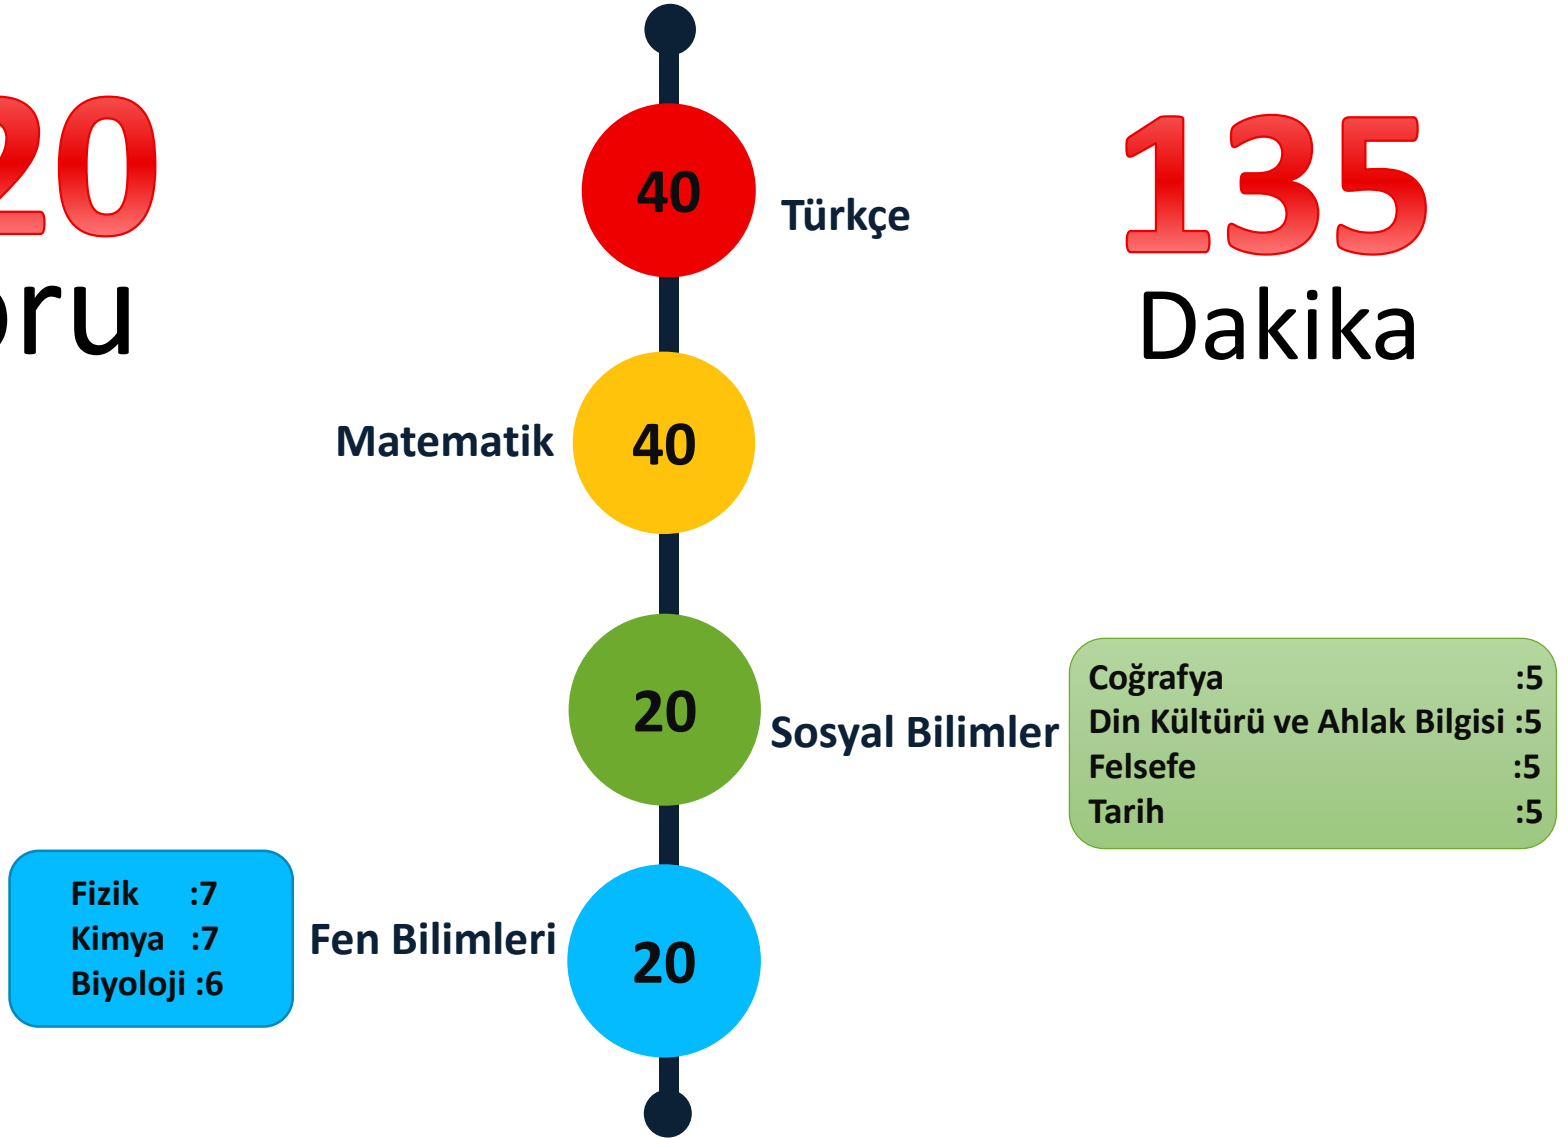 20
40
Türkçe
135
Dakika
Matematik
40
20
Sosyal Bilimler
Coğrafya :5
Din Kültürü ve Ahlak Bilgisi :5
Felsefe :5
Tarih :5
Fizik :7
Kimya :7
Biyoloji :6
Fen Bilimleri
20